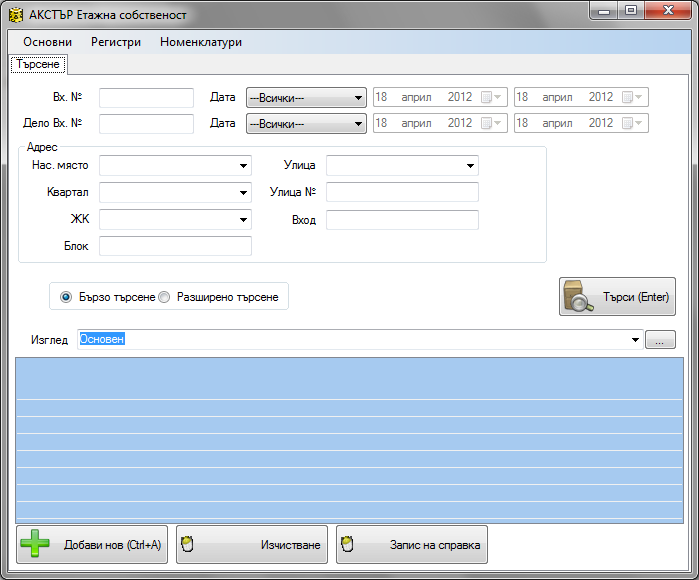 АКСТЪР Етажна собственост
Основни Регистри Номенклатури
Търсене
Вх. № Дата ---Всички--- 18 април 2012 18 април 2012
Дело Вх. № Дата ---Всички--- 18 април 2012 18 април 2012
Адрес
Нас. място Улица
Квартал Улица №
ЖК Вход
Блок
Бързо търсене Разширено търсене
Търси (Enter)
Изглед Основен ...
Добави нов (Ctrl+A) Изчистване Запис на справка